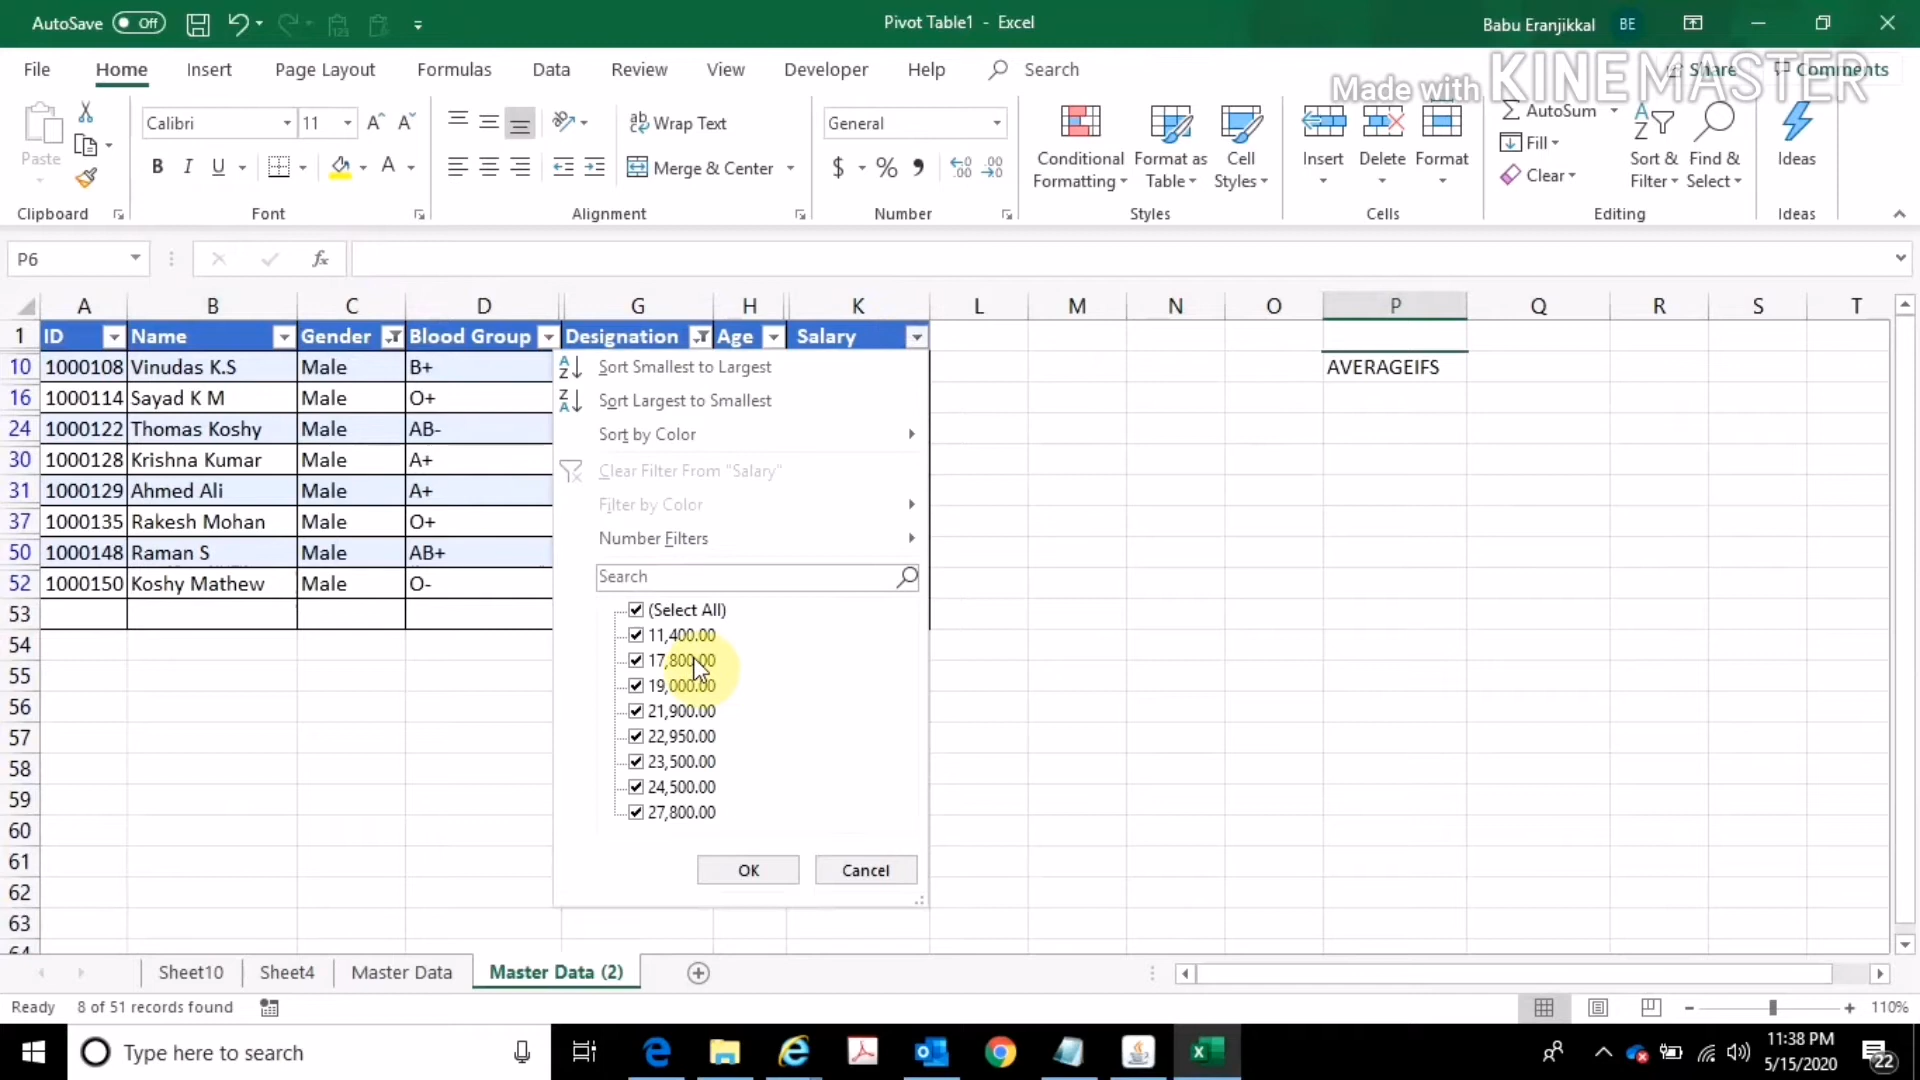 AutoSave Off Pivot Table1 - Excel Babu Eranjikkal BE
File Home Insert Page Layout Formulas Data Review View Developer Help Search Share Comments
Made with KINEMASTER
Paste Calibri 11 Wrap Text General Conditional Formatting Format as Table Cell Styles Insert Delete Format AutoSum Fill Clear Sort & Filter Find & Select Ideas
B I U A Merge & Center $ %
Clipboard Font Alignment Number Styles Cells Editing Ideas
P6 fx
A B C D G H K L M N O P Q R S T
1 ID Name Gender Blood Group Designation Age Salary
10 1000108 Vinudas K.S Male B+ AVERAGEIFS
16 1000114 Sayad K M Male O+
24 1000122 Thomas Koshy Male AB-
30 1000128 Krishna Kumar Male A+
31 1000129 Ahmed Ali Male A+
37 1000135 Rakesh Mohan Male O+
50 1000148 Raman S Male AB+
52 1000150 Koshy Mathew Male O-
53
54
55
56
57
58
59
60
61
62
63
64
Sort Smallest to Largest
Sort Largest to Smallest
Sort by Color
Clear Filter From "Salary"
Filter by Color
Number Filters
Search
(Select All)
11,400.00
17,800.00
19,000.00
21,900.00
22,950.00
23,500.00
24,500.00
27,800.00
OK Cancel
Sheet10 Sheet4 Master Data Master Data (2)
Ready 8 of 51 records found 110%
Type here to search 11:38 PM
5/15/2020 22